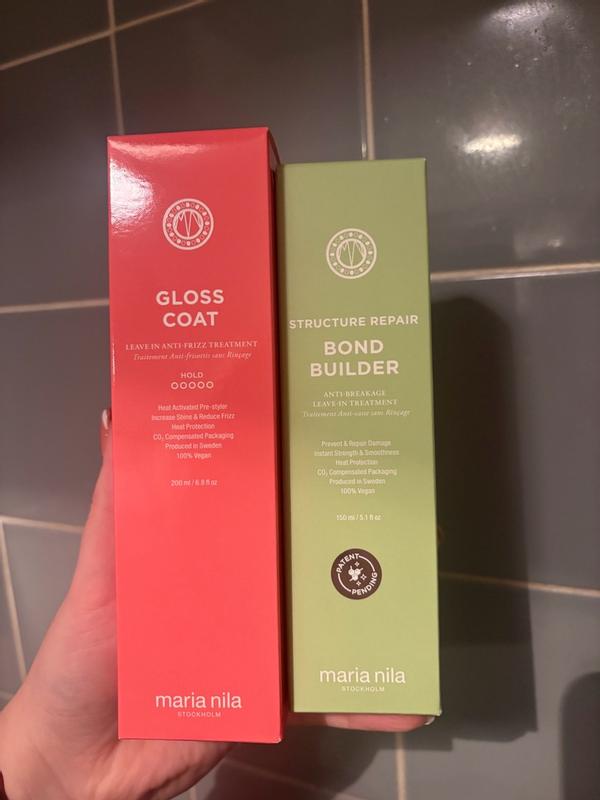 GLOSS
COAT
LEAVE IN ANTI-FRIZZ TREATMENT
Traitement Anti-frisottis sans Rinçage
HOLD
Heat Activated Pre-styler
Increase Shine & Reduce Frizz
Heat Protection
CO₂ Compensated Packaging
Produced in Sweden
100% Vegan
200 ml / 6.8 fl oz
maria nila
STOCKHOLM
STRUCTURE REPAIR
BOND
BUILDER
ANTI-BREAKAGE
LEAVE-IN TREATMENT
Traitement Anti-casse sans Rinçage
Prevent & Repair Damage
Instant Strength & Smoothness
Heat Protection
CO₂ Compensated Packaging
Produced in Sweden
100% Vegan
150 ml / 5.1 fl oz
PATENT
PENDING
maria nila
STOCKHOLM